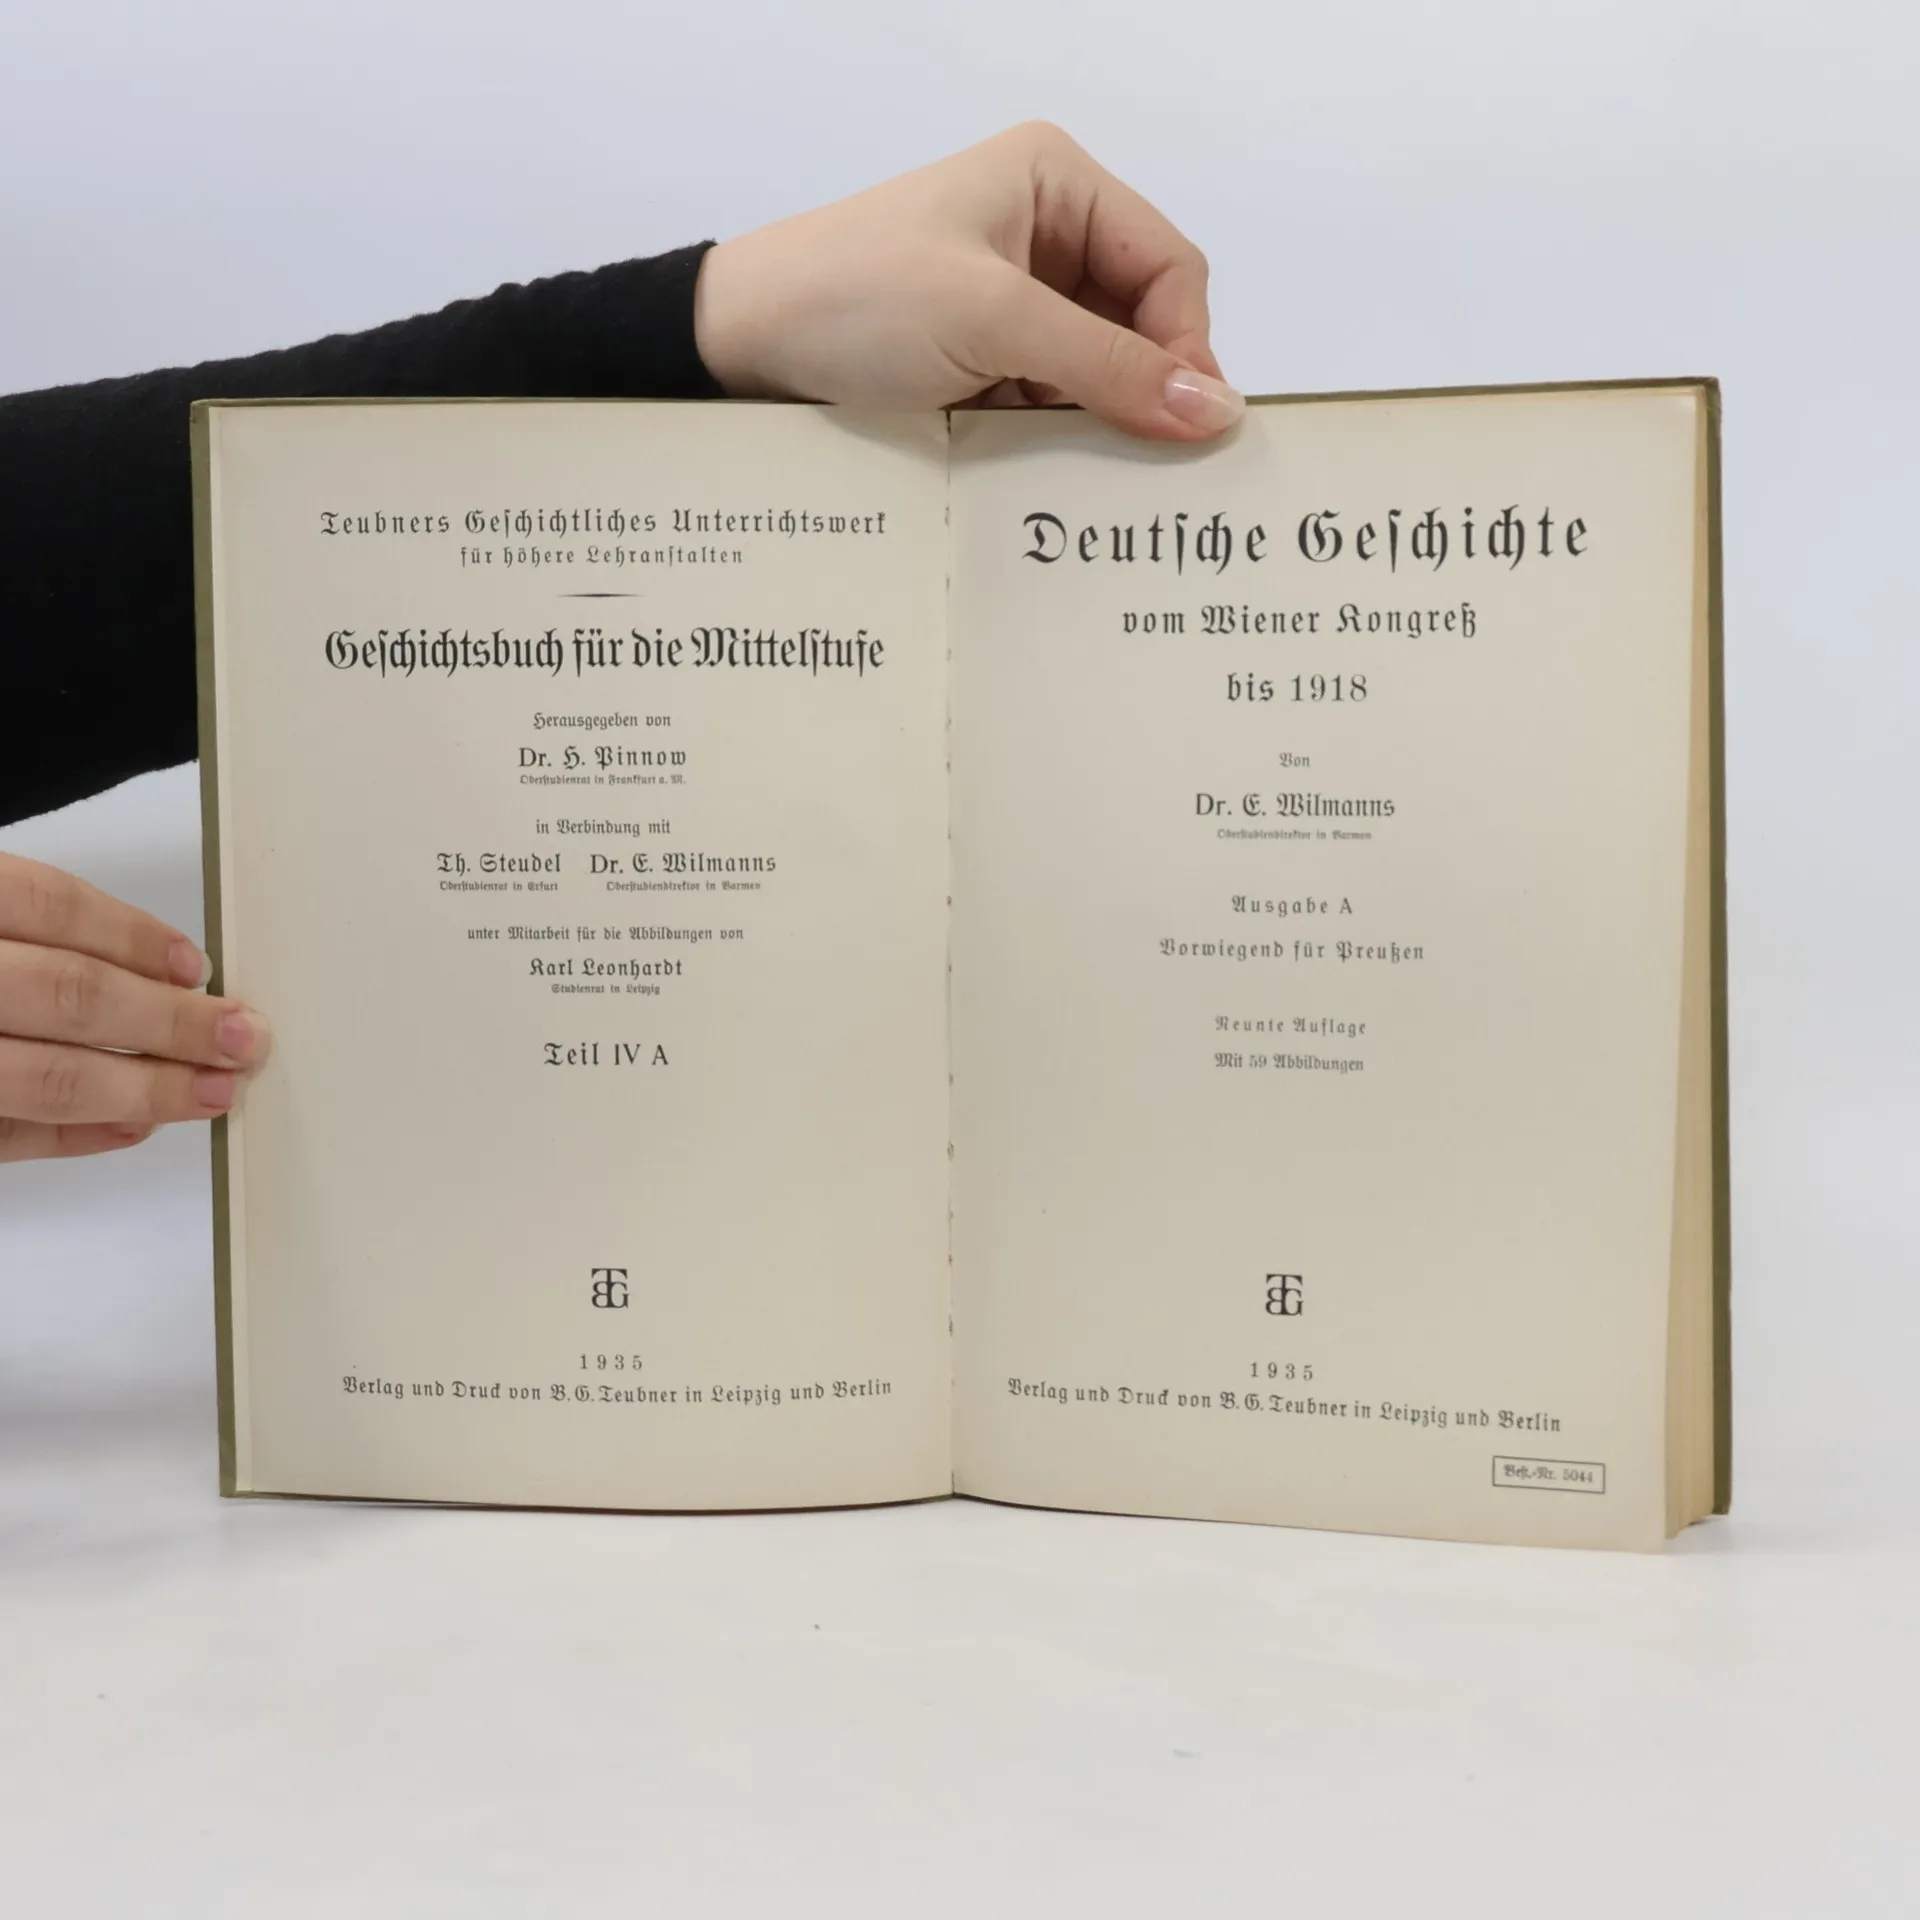 Teubners Geschichtliches Unterrichtswerk
für höhere Lehranstalten
Geschichtsbuch für die Mittelstufe
Herausgegeben von
Dr. H. Pinnow
Oberstudienrat in Frankfurt a. M.
in Verbindung mit
Th. Steudel Dr. E. Wilmanns
Oberstudienrat in Erfurt Oberstudiendirektor in Barmen
unter Mitarbeit für die Abbildungen von
Karl Leonhardt
Studienrat in Leipzig
Teil IV A
BTG
1935
Verlag und Druck von B. G. Teubner in Leipzig und Berlin
Deutsche Geschichte
vom Wiener Kongreß
bis 1918
Von
Dr. E. Wilmanns
Oberstudiendirektor in Barmen
Ausgabe A
Vorwiegend für Preußen
Neunte Auflage
Mit 59 Abbildungen
BTG
1935
Verlag und Druck von B. G. Teubner in Leipzig und Berlin
Best.-Nr. 5044